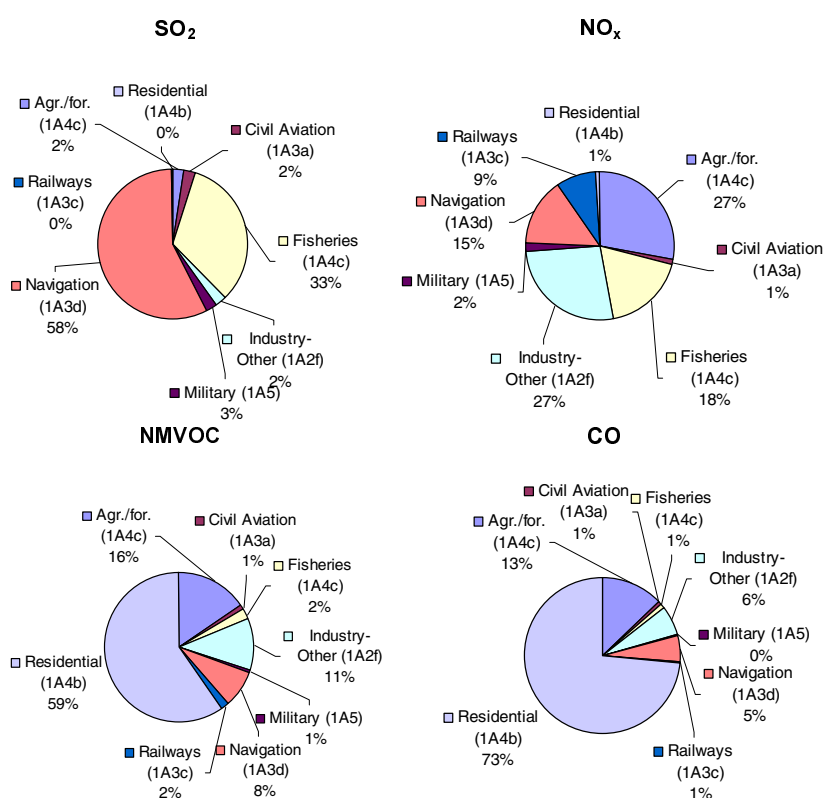 SO₂
Residential
(1A4b)
0%
Agr./for.
(1A4c)
2%
Civil Aviation
(1A3a)
2%
Railways
(1A3c)
0%
Fisheries
(1A4c)
33%
Navigation
(1A3d)
58%
Industry-
Other (1A2f)
2%
Military (1A5)
3%
NOₓ
Residential
(1A4b)
1%
Railways
(1A3c)
9%
Agr./for.
(1A4c)
27%
Navigation
(1A3d)
15%
Civil Aviation
(1A3a)
1%
Military (1A5)
2%
Industry-
Other (1A2f)
27%
Fisheries
(1A4c)
18%
NMVOC
Agr./for.
(1A4c)
16%
Civil Aviation
(1A3a)
1%
Fisheries
(1A4c)
2%
Industry-
Other (1A2f)
11%
Residential
(1A4b)
59%
Military (1A5)
1%
Railways
(1A3c)
2%
Navigation
(1A3d)
8%
CO
Civil Aviation
(1A3a)
1%
Fisheries
(1A4c)
1%
Agr./for.
(1A4c)
13%
Industry-
Other (1A2f)
6%
Military (1A5)
0%
Navigation
(1A3d)
5%
Residential
(1A4b)
73%
Railways
(1A3c)
1%